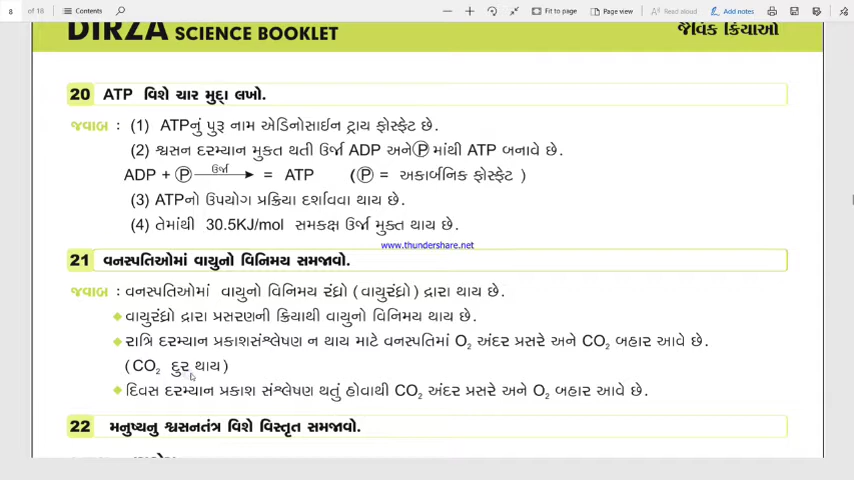 8 of 18 Contents Fit to page Page view Read aloud Add notes
DIRZA SCIENCE BOOKLET જૈવિક ક્રિયાઓ
20 ATP વિશે ચાર મુદ્દા લખો.
જવાબ : (1) ATPનું પુરૂ નામ એડિનોસાઈન ટ્રાય ફોસ્ફેટ છે.
(2) શ્વસન દરમ્યાન મુક્ત થતી ઉર્જા ADP અને Ⓟ માંથી ATP બનાવે છે.
ઉર્જા
ADP + Ⓟ ⟶ = ATP (Ⓟ = અકાર્બનિક ફોસ્ફેટ )
(3) ATPનો ઉપયોગ પ્રક્રિયા દર્શાવવા થાય છે.
(4) તેમાંથી 30.5KJ/mol સમકક્ષ ઉર્જા મુક્ત થાય છે.
www.thundershare.net
21 વનસ્પતિઓમાં વાયુનો વિનિમય સમજાવો.
જવાબ : વનસ્પતિઓમાં વાયુનો વિનિમય રંધ્રો (વાયુરંધ્રો) દ્રારા થાય છે.
◆ વાયુરંધ્રો દ્રારા પ્રસરણની ક્રિયાથી વાયુનો વિનિમય થાય છે.
◆ રાત્રિ દરમ્યાન પ્રકાશસંશ્લેષણ ન થાય માટે વનસ્પતિમાં O₂ અંદર પ્રસરે અને CO₂ બહાર આવે છે.
(CO₂ દુર થાય)
◆ દિવસ દરમ્યાન પ્રકાશ સંશ્લેષણ થતું હોવાથી CO₂ અંદર પ્રસરે અને O₂ બહાર આવે છે.
22 મનુષ્યનુ શ્વસનતંત્ર વિશે વિસ્તૃત સમજાવો.